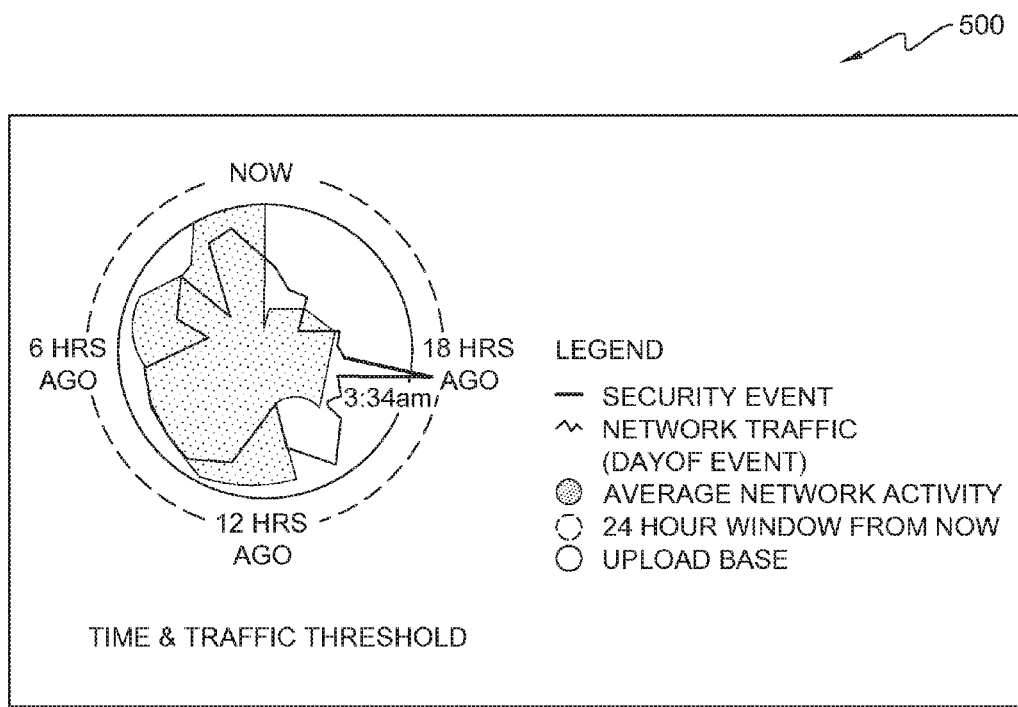 500
NOW
6 HRS
AGO
18 HRS
AGO
3:34am
12 HRS
AGO
LEGEND
SECURITY EVENT
NETWORK TRAFFIC
(DAYOF EVENT)
AVERAGE NETWORK ACTIVITY
24 HOUR WINDOW FROM NOW
UPLOAD BASE
TIME & TRAFFIC THRESHOLD